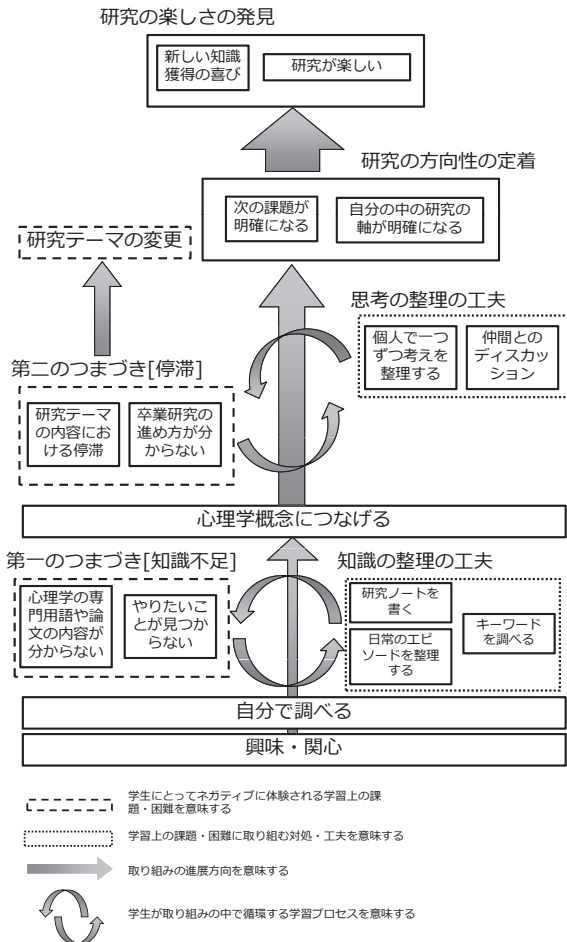 研究の楽しさの発見
新しい知識
獲得の喜び
研究が楽しい
研究の方向性の定着
次の課題が
明確になる
自分の中の研究の
軸が明確になる
研究テーマの変更
思考の整理の工夫
個人で一つ
ずつ考えを
整理する
仲間との
ディスカッ
ション
第二のつまづき[停滞]
研究テーマ
の内容にお
ける停滞
卒業研究の
進め方が分
からない
心理学概念につなげる
第一のつまづき[知識不足]
心理学の専
門用語や論
文の内容が
分からない
やりたいこ
とが見つか
らない
知識の整理の工夫
研究ノートを
書く
日常のエピ
ソードを整理
する
キーワード
を調べる
自分で調べる
興味・関心
学生にとってネガティブに体験される学習上の課
題・困難を意味する
学習上の課題・困難に取り組む対処・工夫を意味する
取り組みの進展方向を意味する
学生が取り組みの中で循環する学習プロセスを意味する